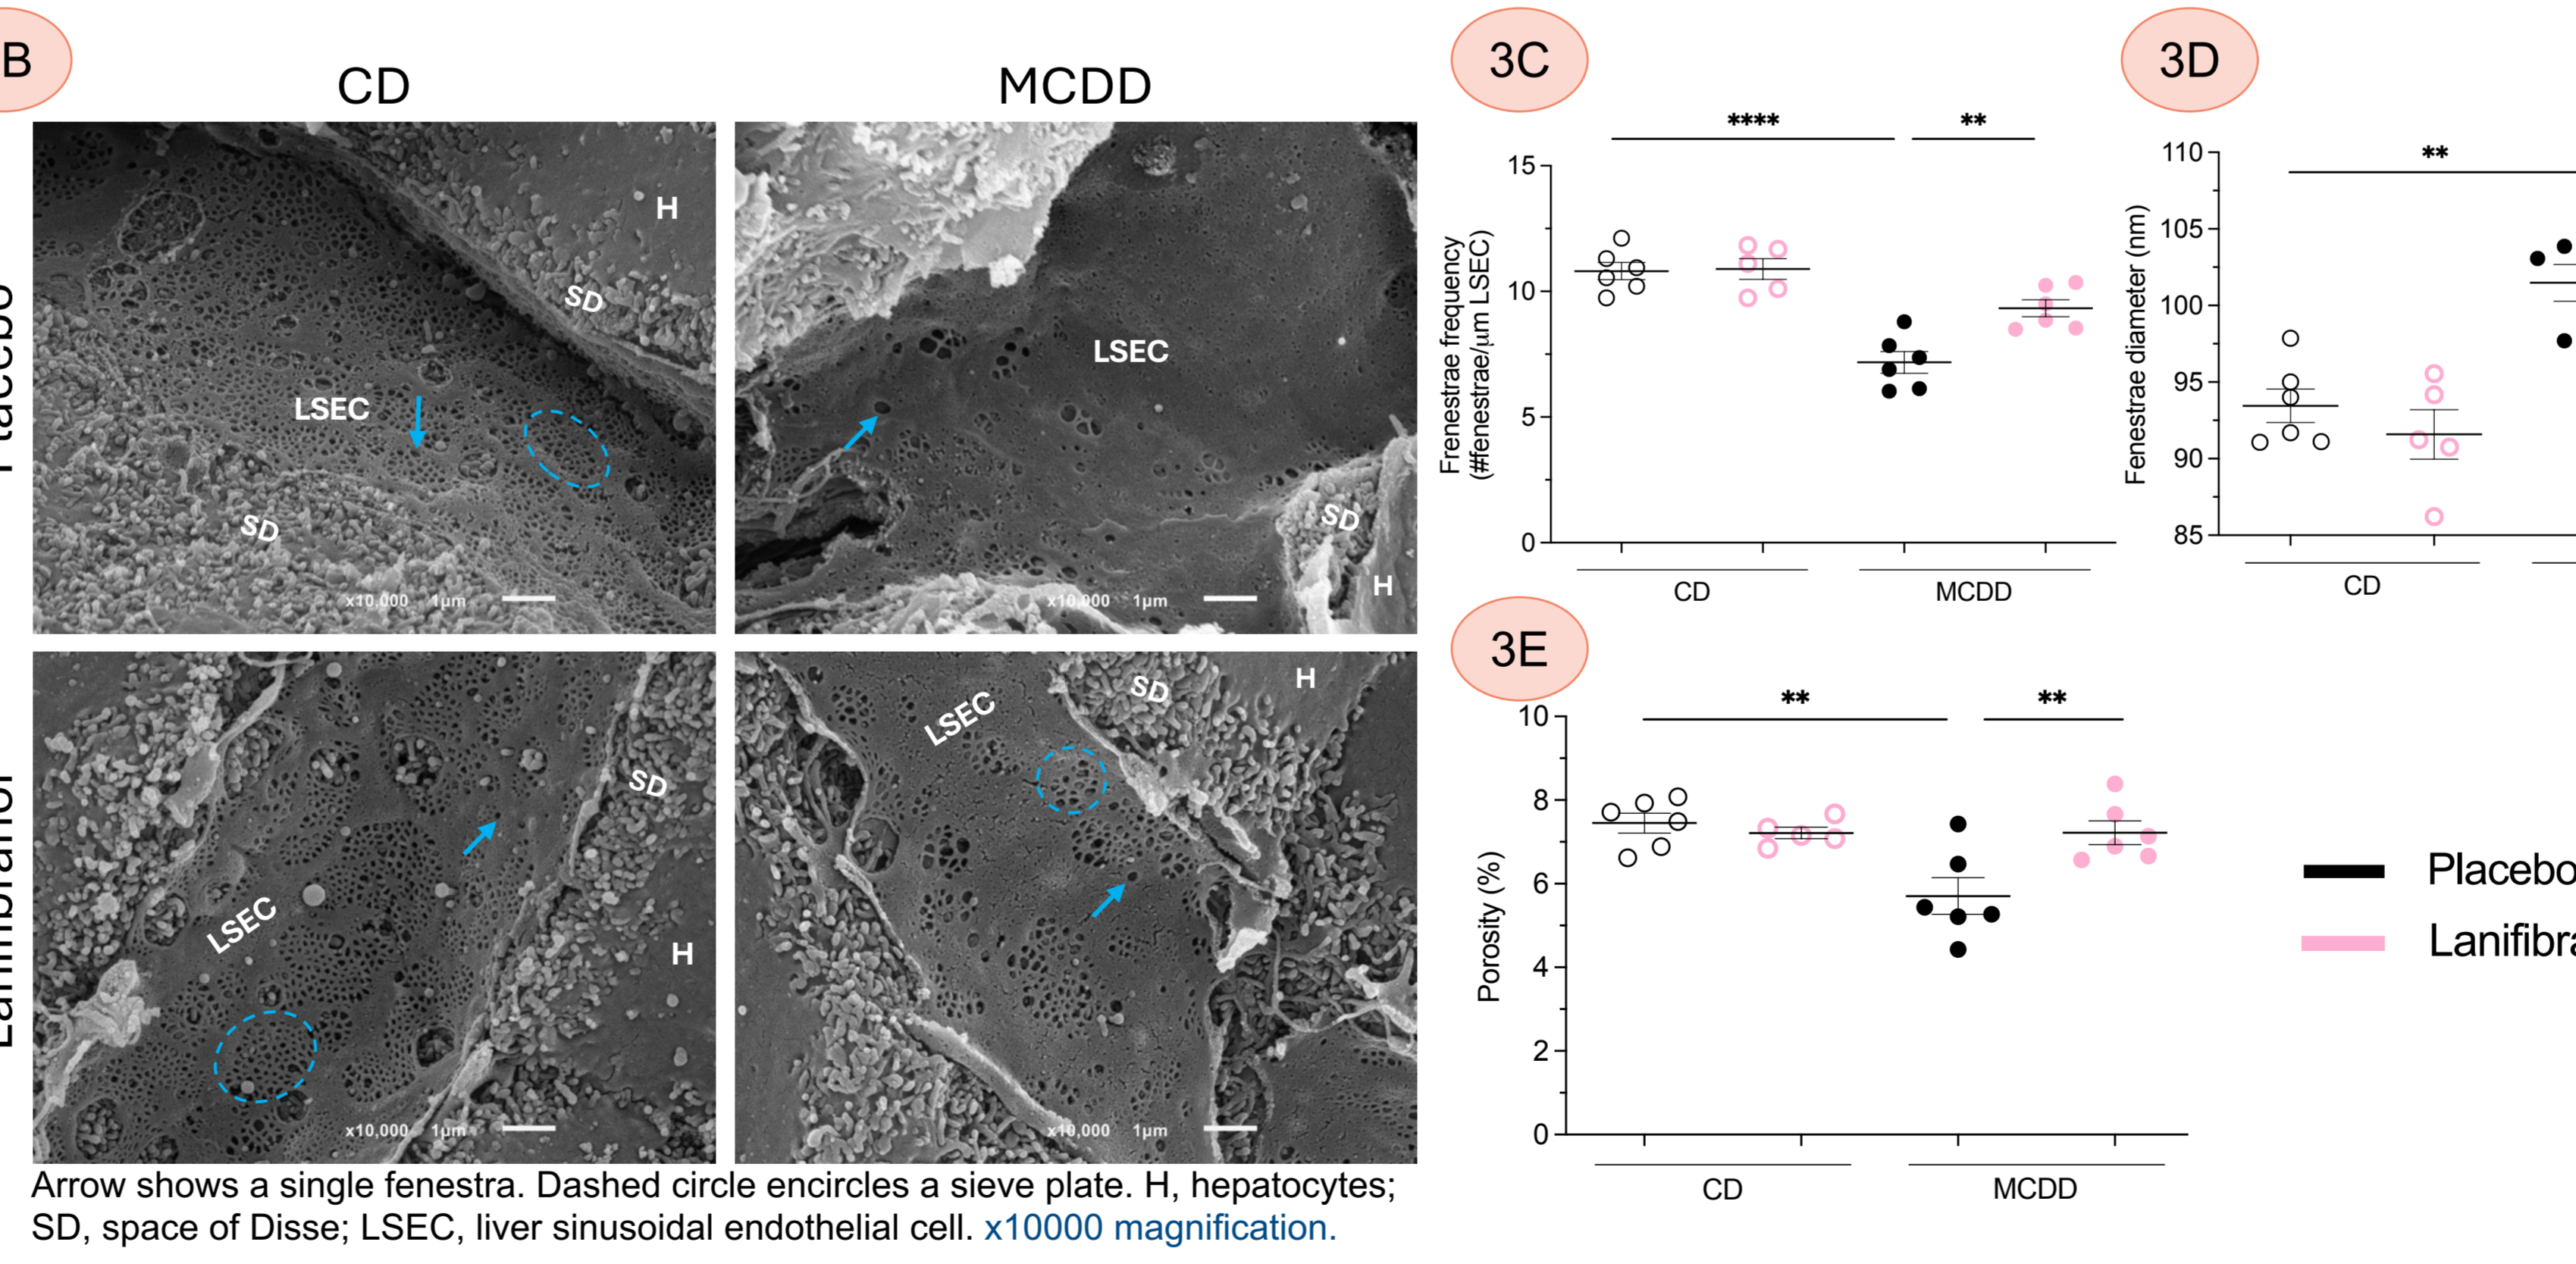 B
CD
MCDD
H
SD
LSEC
SD
x10,000 1µm
LSEC
SD
H
x10,000 1µm
SD
LSEC
H
x10,000 1µm
H
SD
LSEC
x10,000 1µm
Arrow shows a single fenestra. Dashed circle encircles a sieve plate. H, hepatocytes;
SD, space of Disse; LSEC, liver sinusoidal endothelial cell. x10000 magnification.
3C
**** **
Frenestrae frequency
(#fenestrae/µm LSEC)
15
10
5
0
CD MCDD
3D
**
Fenestrae diameter (nm)
110
105
100
95
90
85
CD
3E
** **
Porosity (%)
10
8
6
4
2
0
CD MCDD
Placebo
Lanifibra